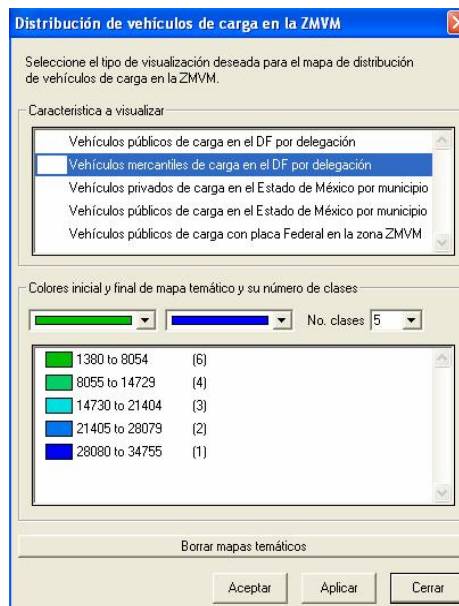 Distribución de vehículos de carga en la ZMVM
Seleccione el tipo de visualización deseada para el mapa de distribución
de vehículos de carga en la ZMVM.
Caracteristica a visualizar
Vehículos públicos de carga en el DF por delegación
Vehículos mercantiles de carga en el DF por delegación
Vehículos privados de carga en el Estado de México por municipio
Vehículos públicos de carga en el Estado de México por municipio
Vehículos públicos de carga con placa Federal en la zona ZMVM
Colores inicial y final de mapa temático y su número de clases
No. clases 5
1380 to 8054 (6)
8055 to 14729 (4)
14730 to 21404 (3)
21405 to 28079 (2)
28080 to 34755 (1)
Borrar mapas temáticos
Aceptar Aplicar Cerrar